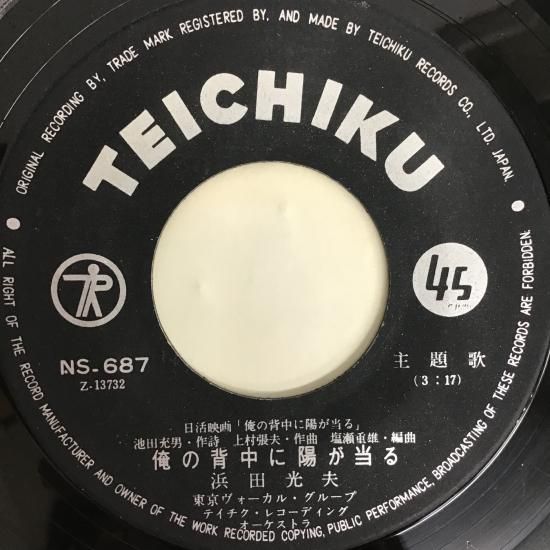 ORIGINAL RECORDING BY, TRADE MARK REGISTERED BY, AND MADE BY TEICHIKU RECORDS CO., LTD. JAPAN.
TEICHIKU
45
NS-687
Z-13732
主題歌
(3:17)
日活映画「俺の背中に陽が当る」
池田充男・作詩 上村張夫・作曲 塩瀬重雄・編曲
俺の背中に陽が当る
浜田光夫
東京ヴォーカル・グループ
テイチク・レコーディング
オーケストラ
ALL RIGHT OF THE RECORD MANUFACTURER AND OWNER OF THE WORK RECORDED COPYING, PUBLIC PERFORMANCE, BROADCASTING OF THESE RECORDS ARE FORBIDDEN.